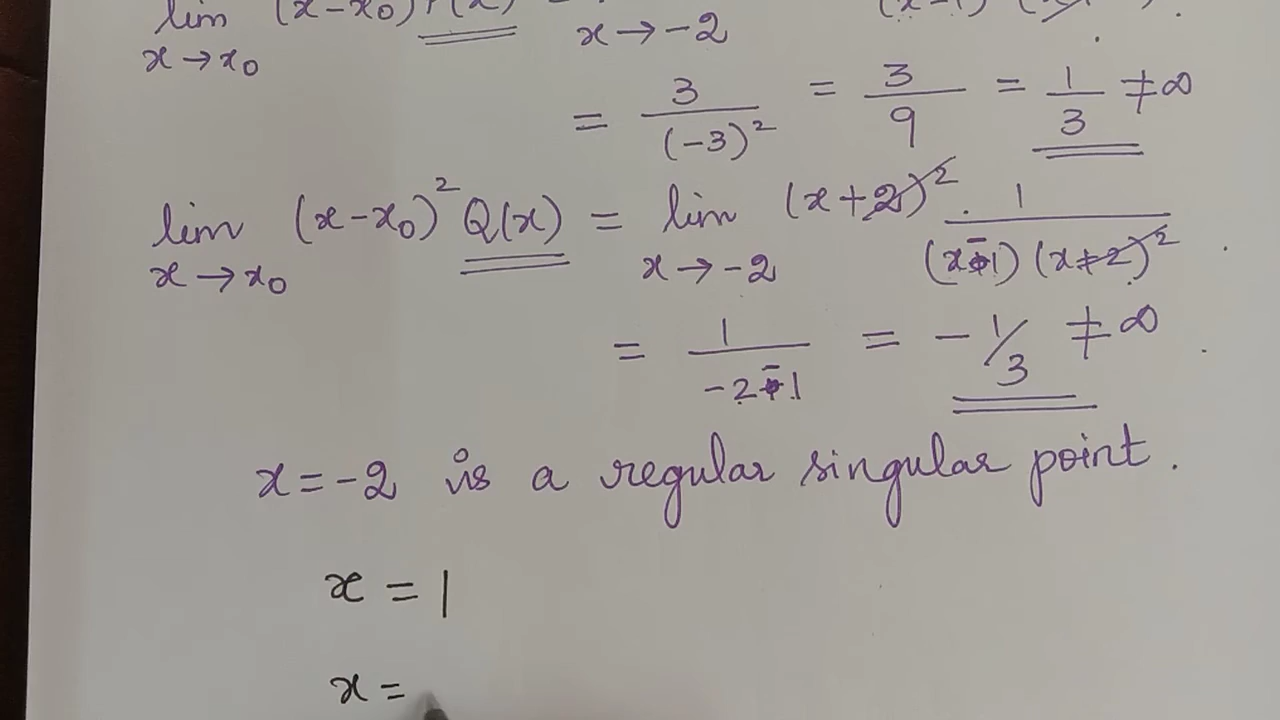 lim (x-x₀) P(x) =
x → x₀ x → -2 (x-1)
= 3/(-3)² = 3/9 = 1/3 ≠ ∞
lim (x-x₀)² Q(x) = lim (x+2)² . 1/((x-1)(x+2)²)
x → x₀ x → -2
= 1/(-2-1) = -1/3 ≠ ∞
x = -2 is a regular singular point.
x = 1
x =